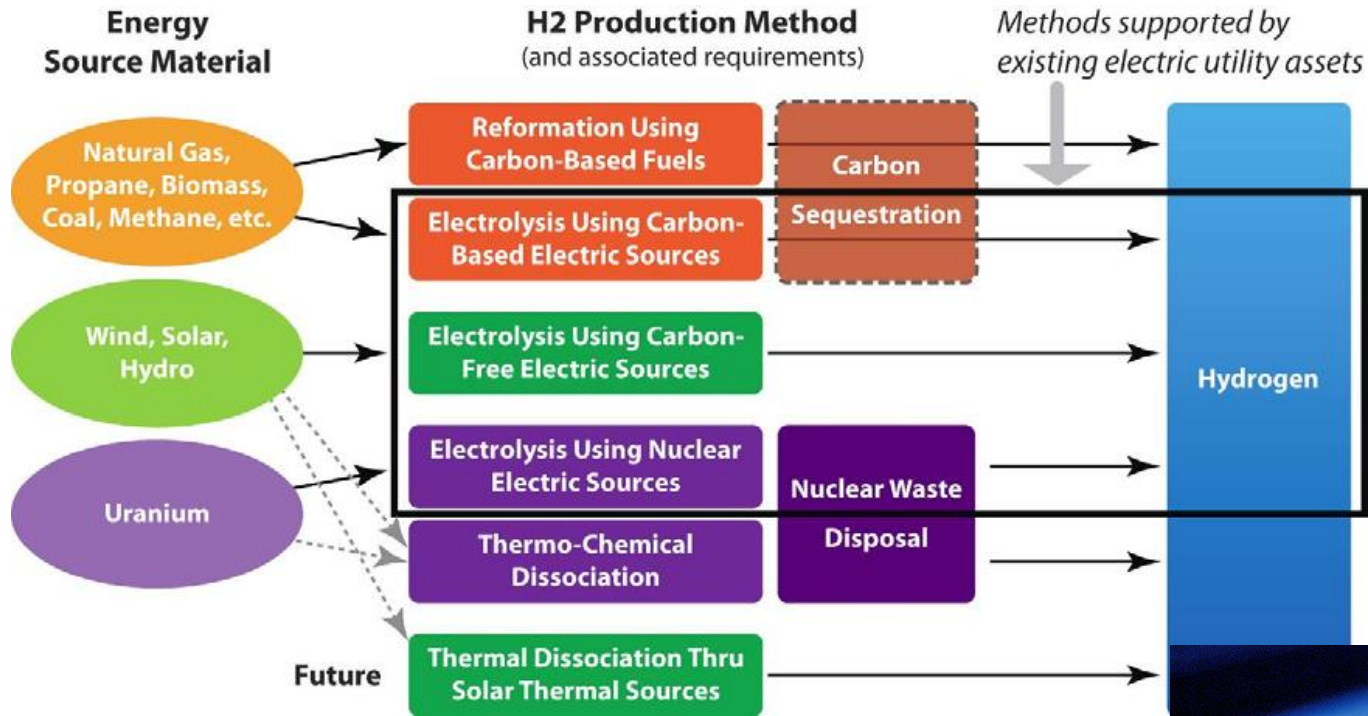 Energy
Source Material
H2 Production Method
(and associated requirements)
Methods supported by
existing electric utility assets
Natural Gas,
Propane, Biomass,
Coal, Methane, etc.
Reformation Using
Carbon-Based Fuels
Carbon
Sequestration
Electrolysis Using Carbon-
Based Electric Sources
Wind, Solar,
Hydro
Electrolysis Using Carbon-
Free Electric Sources
Hydrogen
Uranium
Electrolysis Using Nuclear
Electric Sources
Nuclear Waste
Disposal
Thermo-Chemical
Dissociation
Future
Thermal Dissociation Thru
Solar Thermal Sources